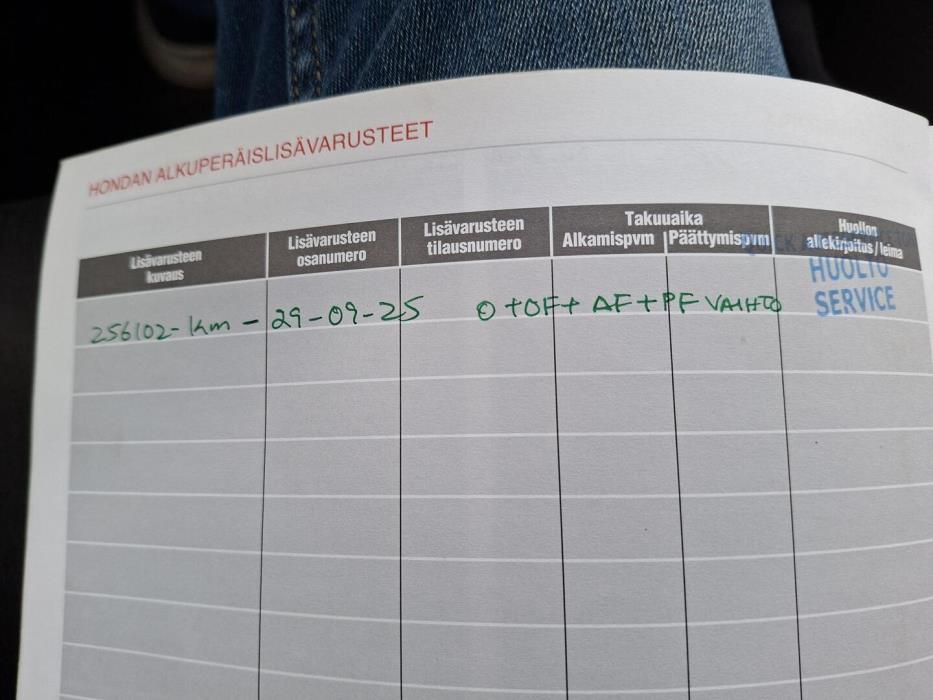 HONDAN ALKUPERÄISLISÄVARUSTEET
Lisävarusteen kuvaus
Lisävarusteen osanumero
Lisävarusteen tilausnumero
Takuuaika
Alkamispvm
Päättymispvm
Huollon allekirjoitus / leima
256102-km - 29-09-25 O+OF+ AF+PF VAIHTO
HUOLTO
SERVICE